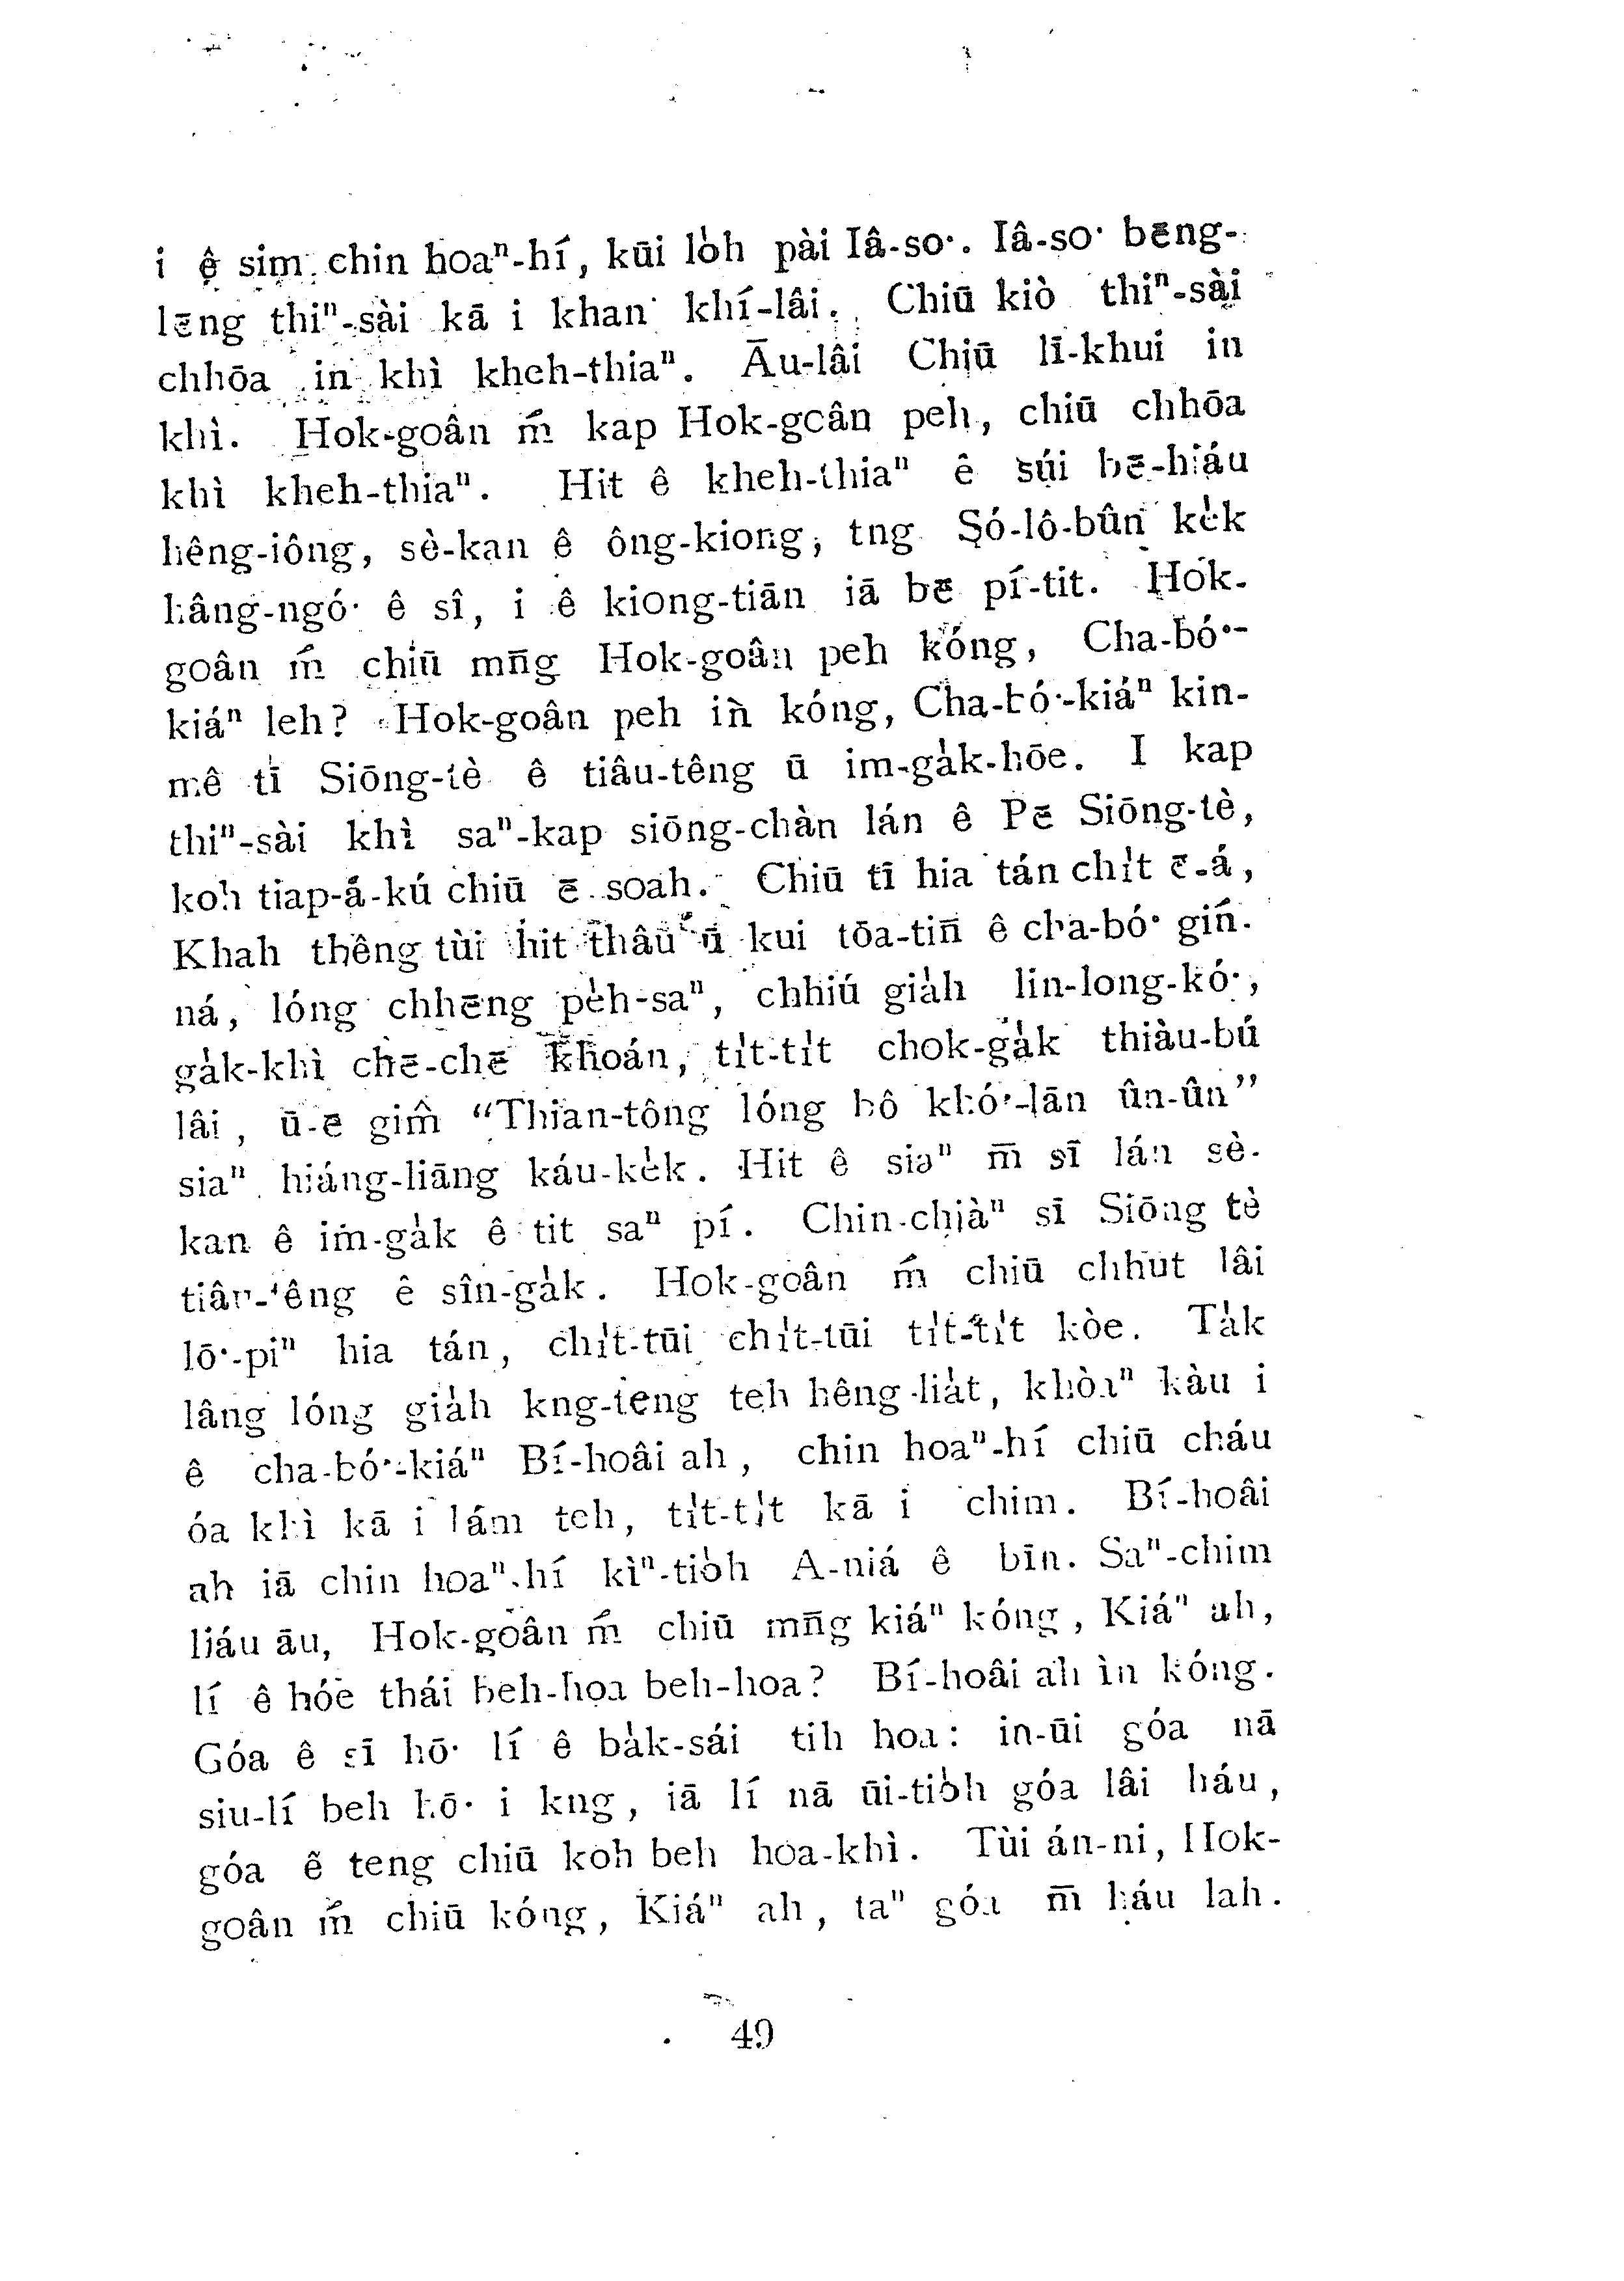 i ê sim chin hoaⁿ-hí, kūi lo̍h pài Iâ-so͘. Iâ-so͘ bēng-
lēng thiⁿ-sài kā i khan khí-lâi. Chiū kiò thiⁿ-sài
chhōa in khì kheh-thiaⁿ. Āu-lâi Chiū lī-khui in
khì. Hok-goân ḿ kap Hok-goân peh, chiū chhōa
khì kheh-thiaⁿ. Hit ê kheh-thiaⁿ ê súi bē-hiáu
hêng-iông, sè-kan ê ông-kiong, tng Só-lô-bûn ke̍k
hâng-ngó͘ ê sî, i ê kiong-tiān iā bē pí-tit. Hok-
goân ḿ chiū mn̄g Hok-goân peh kóng, Cha-bó͘-
kiáⁿ leh? Hok-goân peh ìn kóng, Cha-bó͘-kiáⁿ kin-
mê tī Siōng-tè ê tiâu-têng ū im-ga̍k-hōe. I kap
thiⁿ-sài khì saⁿ-kap siōng-chàn lán ê Pē Siōng-tè,
koh tiap-á-kú chiū ē soah. Chiū tī hia tán chi̍t ē-á,
Khah thêng tùi hit thâu ū kui tōa-tīn ê cha-bó͘ gín-
ná, lóng chhēng pe̍h-saⁿ, chhiú gia̍h lin-long-kó͘,
ga̍k-khì chē-chē khoán, ti̍t-ti̍t chok-ga̍k thiàu-bú
lâi, ū-ē gîm “Thian-tông lóng bô khó͘-lān ûn-ûn”
siaⁿ hiáng-liāng káu-ke̍k. Hit ê siaⁿ m̄ sī lán sè-
kan ê im-ga̍k ê tit saⁿ pí. Chin-chiàⁿ sī Siōng tè
tiâu-têng ê sîn-ga̍k. Hok-goân ḿ chiū chhut lâi
lō͘-piⁿ hia tán, chi̍t-tūi chi̍t-tūi ti̍t-ti̍t kòe. Ta̍k
lâng lóng gia̍h kng-teng teh hêng-lia̍t, khòaⁿ kàu i
ê cha-bó͘-kiáⁿ Bí-hoâi ah, chin hoaⁿ-hí chiū cháu
óa khì kā i lám teh, ti̍t-ti̍t kā i chim. Bí-hoâi
ah iā chin hoaⁿ-hí kìⁿ-tio̍h A-niá ê bīn. Saⁿ-chim
liáu āu, Hok-goân ḿ chiū mn̄g kiáⁿ kóng, Kiáⁿ ah,
lí ê hóe thái beh-hoa beh-hoa? Bí-hoâi ah ìn kóng.
Góa ê sī hō͘ lí ê ba̍k-sái tih hoa: in-ūi góa nā
siu-lí beh hō͘ i kng, iā lí nā ūi-tio̍h góa lâi háu,
góa ê teng chiū koh beh hoa-khì. Tùi án-ni, Hok-
goân ḿ chiū kóng, Kiáⁿ ah, taⁿ góa m̄ háu lah.
49